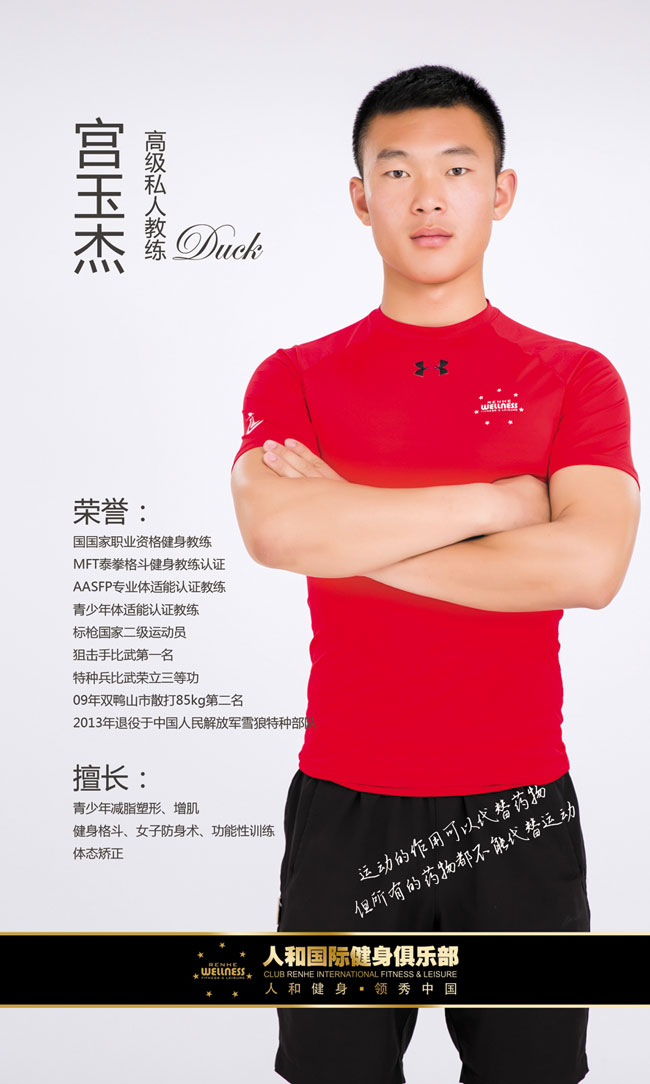 宫玉杰
高级私人教练
Duck
RENHE
WELLNESS
FITNESS & LEISURE
荣誉：
国国家职业资格健身教练
MFT泰拳格斗健身教练认证
AASFP专业体适能认证教练
青少年体适能认证教练
标枪国家二级运动员
狙击手比武第一名
特种兵比武荣立三等功
09年双鸭山市散打85kg第二名
2013年退役于中国人民解放军雪狼特种部队
擅长：
青少年减脂塑形、增肌
健身格斗、女子防身术、功能性训练
体态矫正
运动的作用可以代替药物
但所有的药物都不能代替运动
RENHE
WELLNESS
FITNESS & LEISURE
人和国际健身俱乐部
CLUB RENHE INTERNATIONAL FITNESS & LEISURE
人和健身▪领秀中国